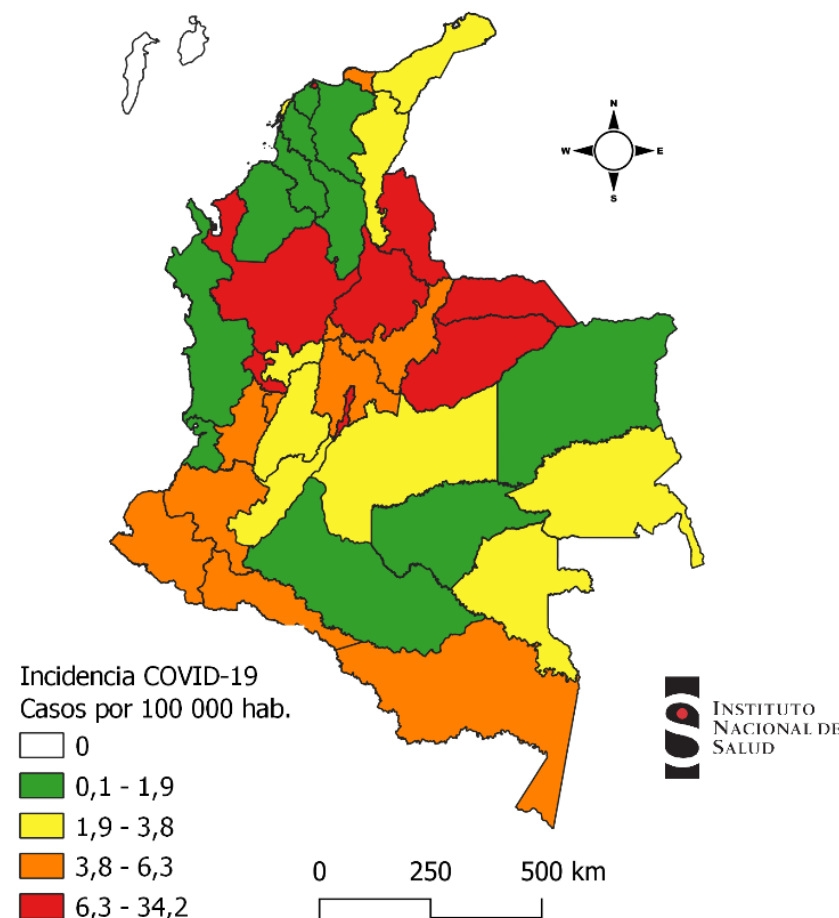 N
W E
S
Incidencia COVID-19
Casos por 100 000 hab.
0
0,1 - 1,9
1,9 - 3,8
3,8 - 6,3
6,3 - 34,2
0 250 500 km
INSTITUTO
NACIONAL DE
SALUD